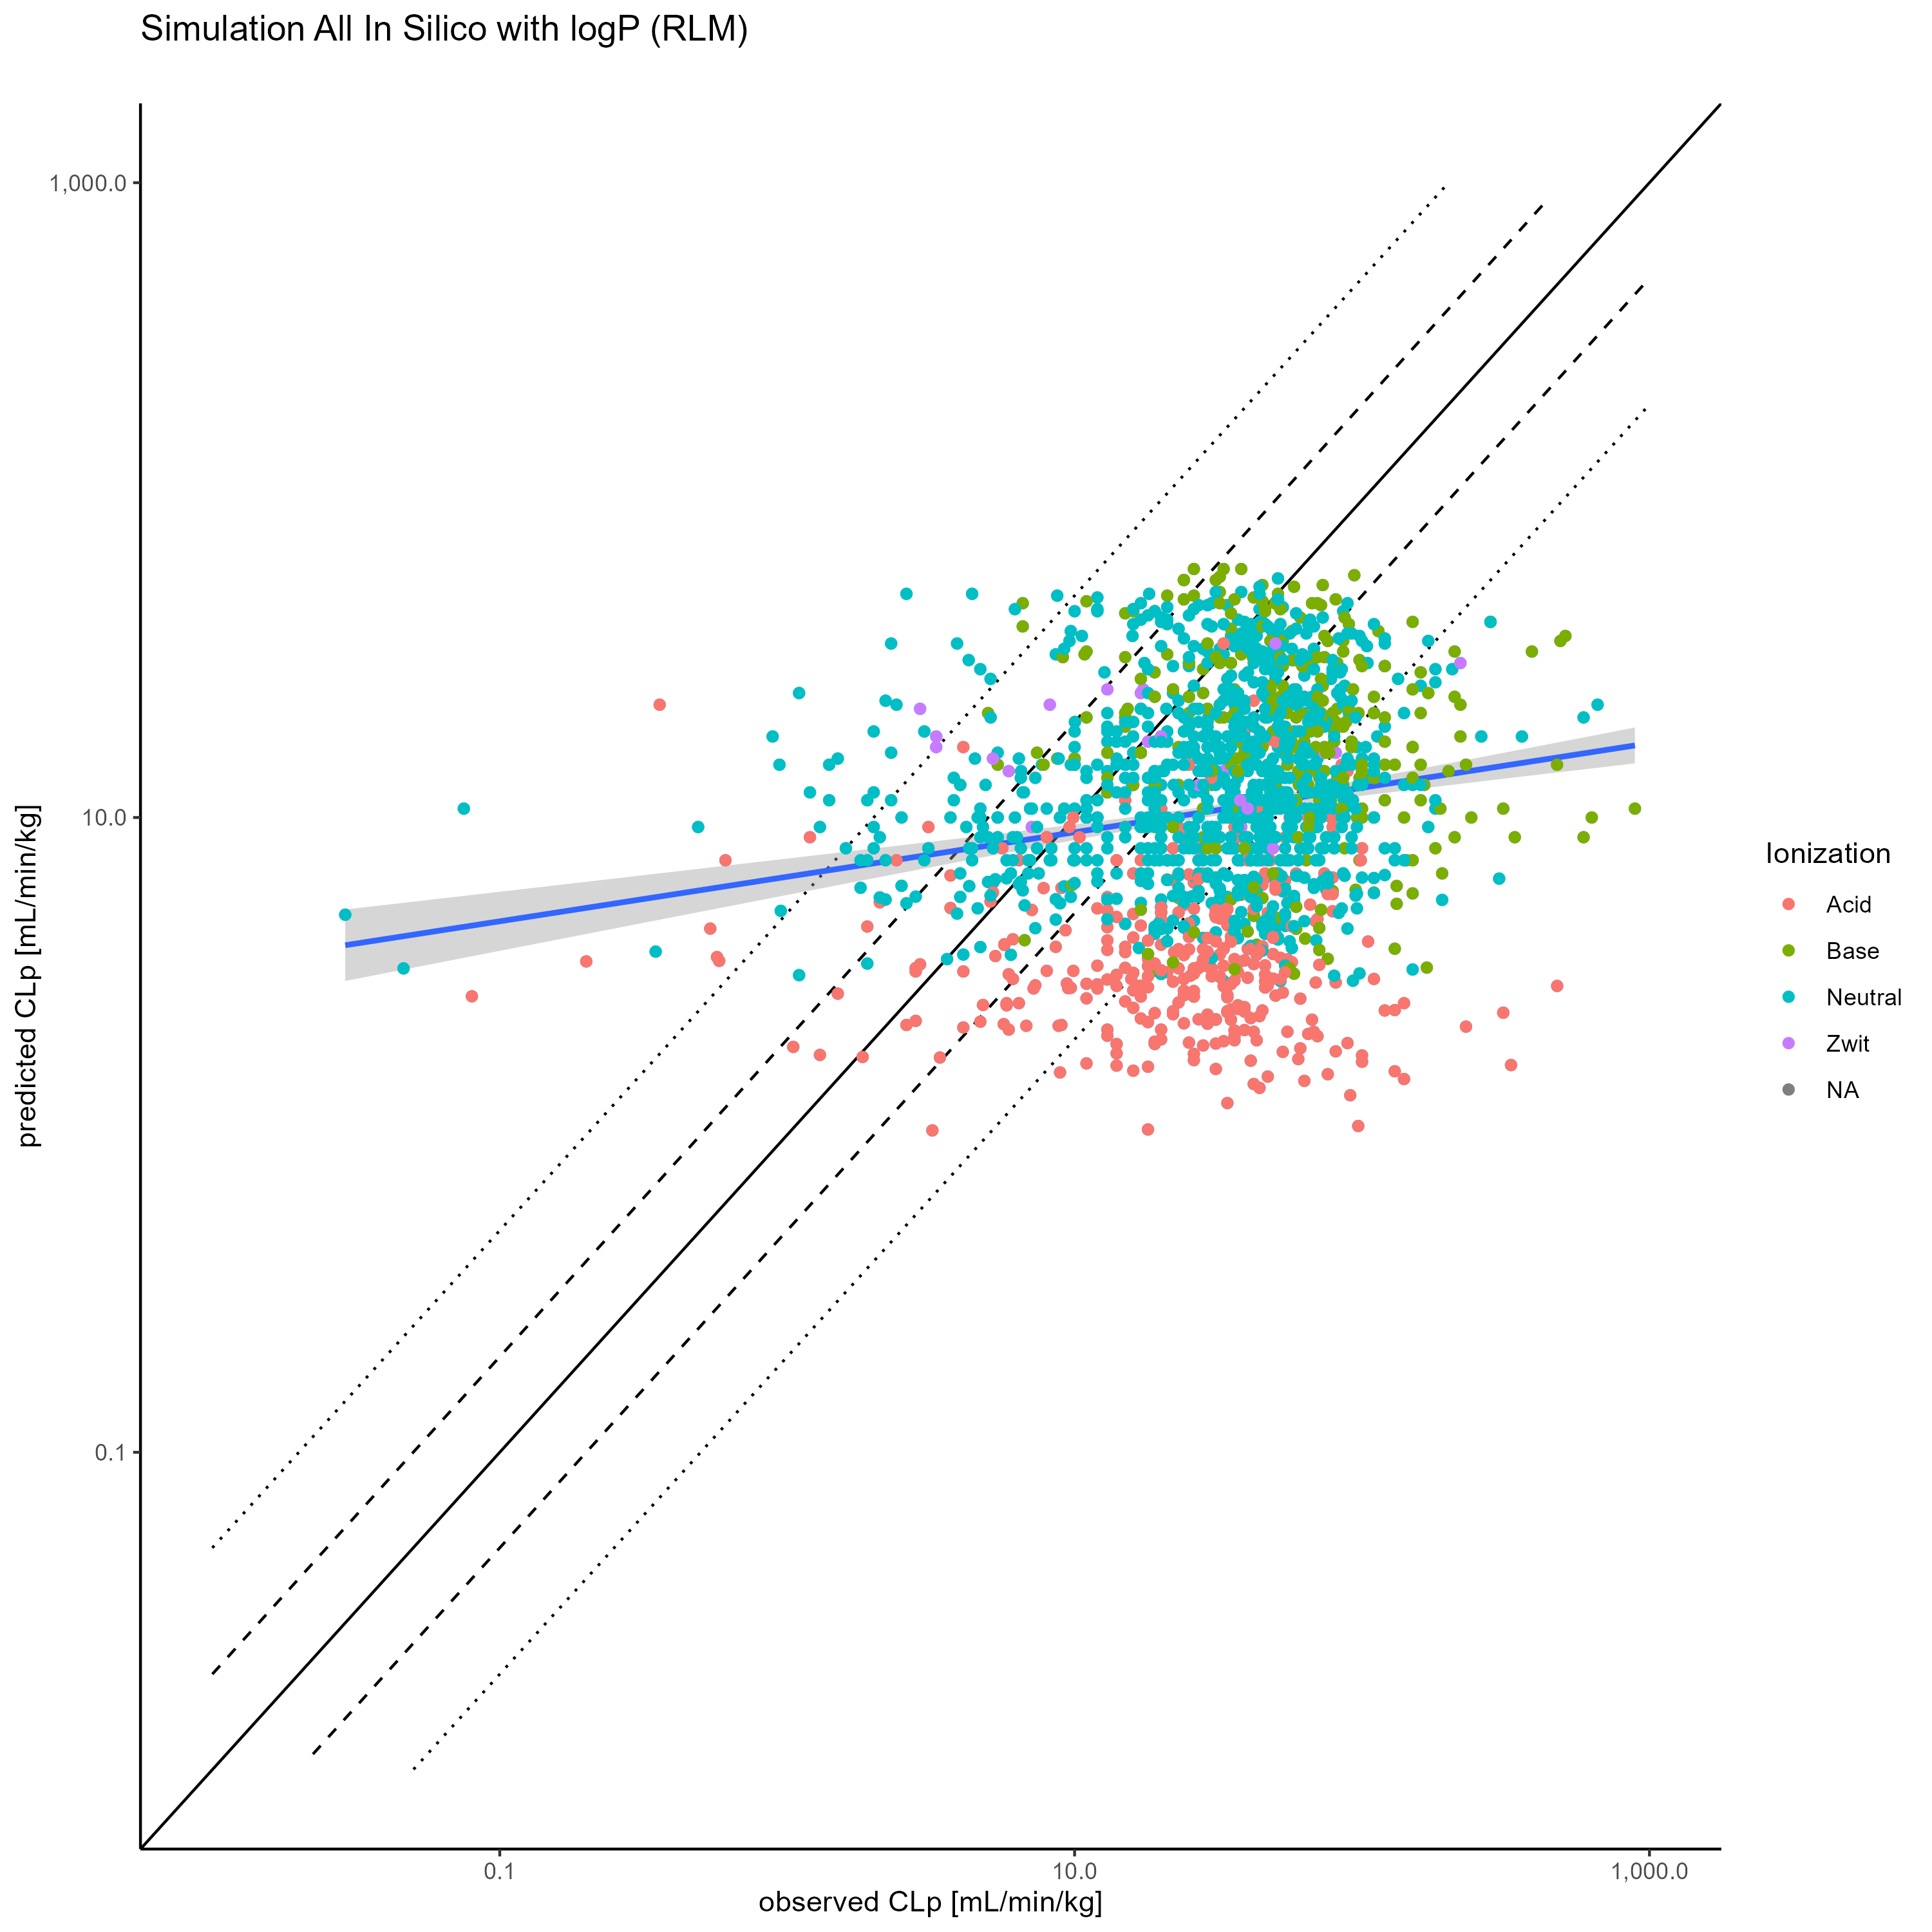 Simulation All In Silico with logP (RLM)
1,000.0
10.0
0.1
predicted CLp [mL/min/kg]
0.1
10.0
1,000.0
observed CLp [mL/min/kg]
Ionization
Acid
Base
Neutral
Zwit
NA